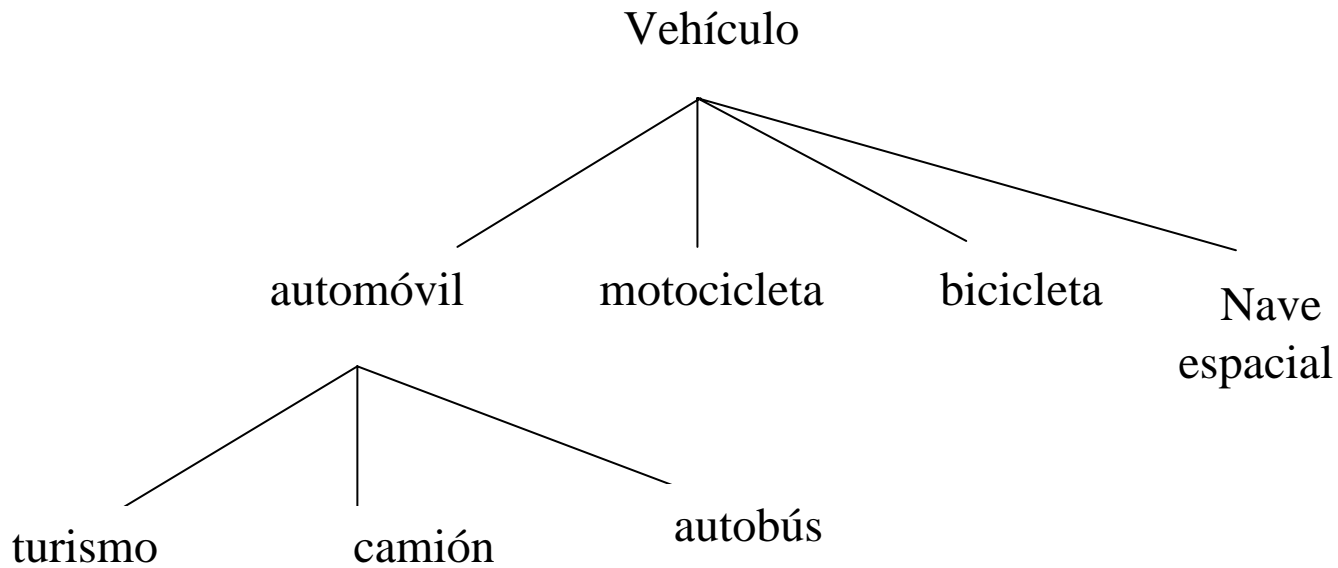 Vehículo
automóvil
motocicleta
bicicleta
Nave
espacial
turismo
camión
autobús